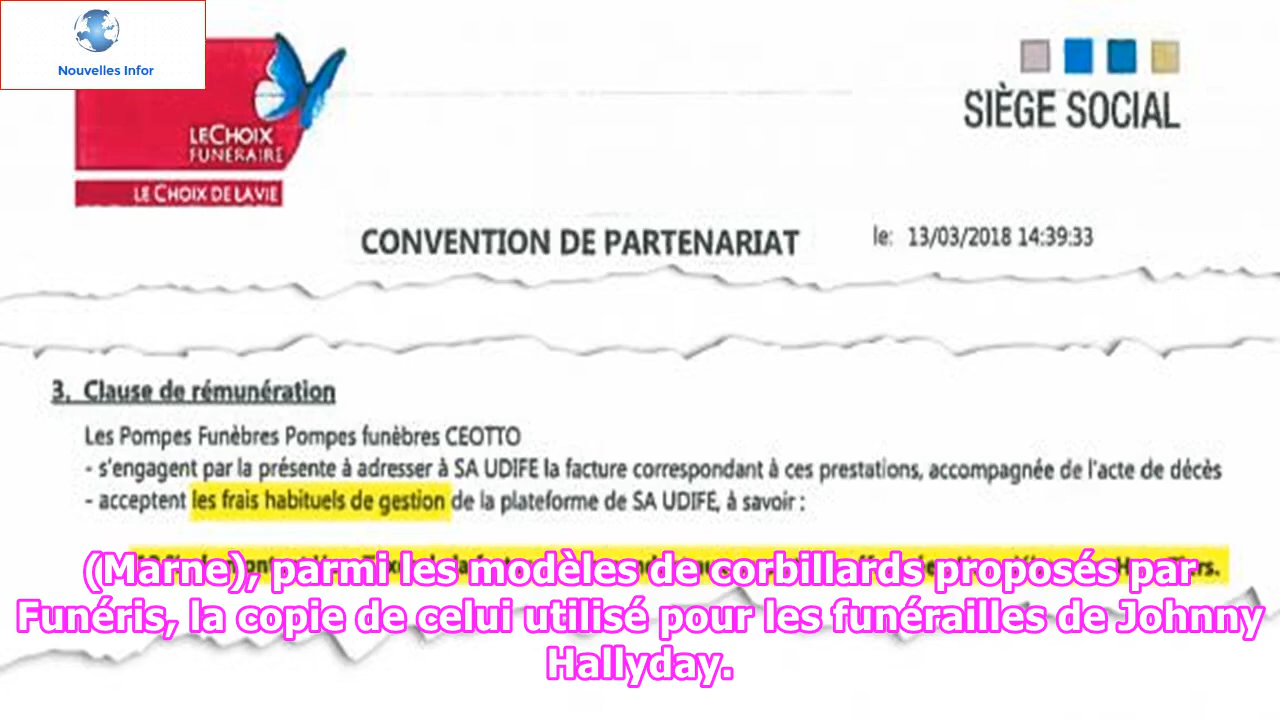 Nouvelles Infor
LE CHOIX
FUNÉRAIRE
LE CHOIX DE LA VIE
SIÈGE SOCIAL
CONVENTION DE PARTENARIAT
le: 13/03/2018 14:39:33
3. Clause de rémunération
Les Pompes Funèbres Pompes funèbres CEOTTO
- s'engagent par la présente à adresser à SA UDIFE la facture correspondant à ces prestations, accompagnée de l'acte de décès
- acceptent les frais habituels de gestion de la plateforme de SA UDIFE, à savoir :
(Marne), parmi les modèles de corbillards proposés par
Funéris, la copie de celui utilisé pour les funérailles de Johnny
Hallyday.